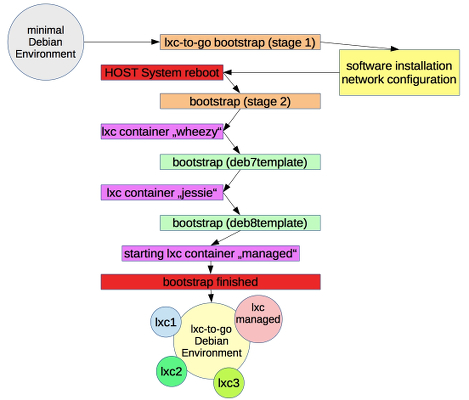 minimal
Debian
Environment
lxc-to-go bootstrap (stage 1)
software installation
network configuration
HOST System reboot
bootstrap (stage 2)
lxc container „wheezy“
bootstrap (deb7template)
lxc container „jessie“
bootstrap (deb8template)
starting lxc container „managed“
bootstrap finished
lxc
managed
lxc1
lxc-to-go
Debian
Environment
lxc2
lxc3